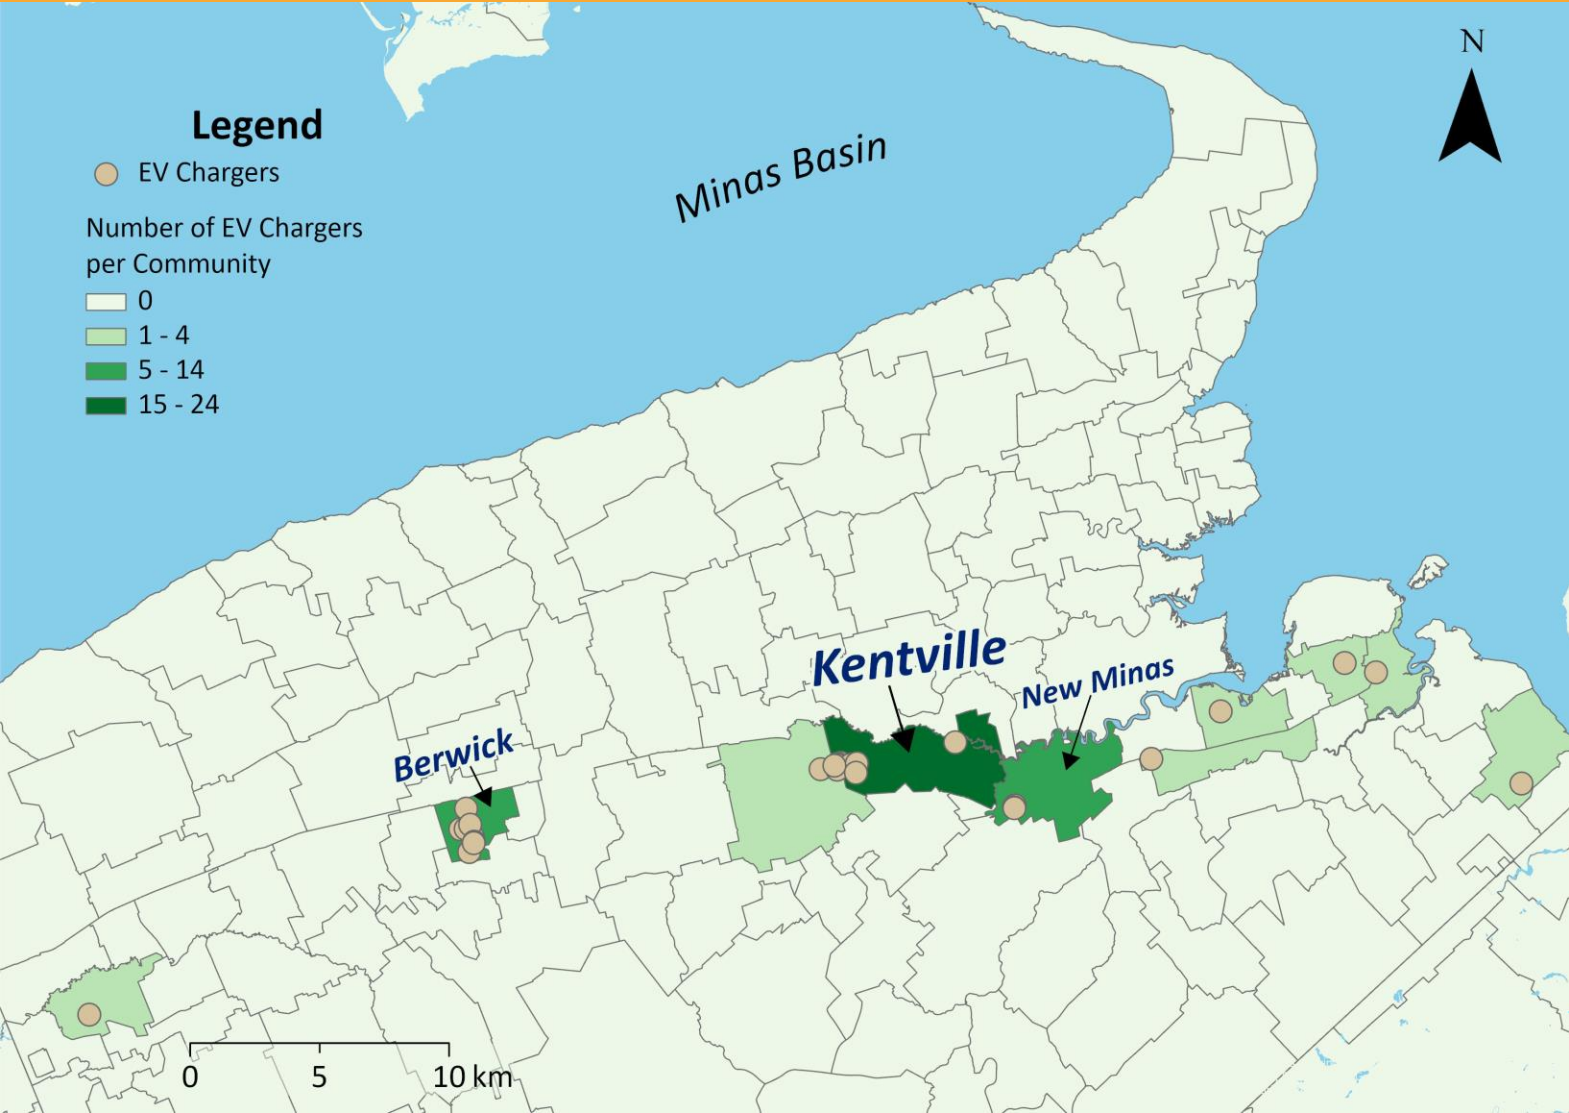 N
Legend
EV Chargers
Number of EV Chargers
per Community
0
1 - 4
5 - 14
15 - 24
Minas Basin
Kentville
New Minas
Berwick
0 5 10 km